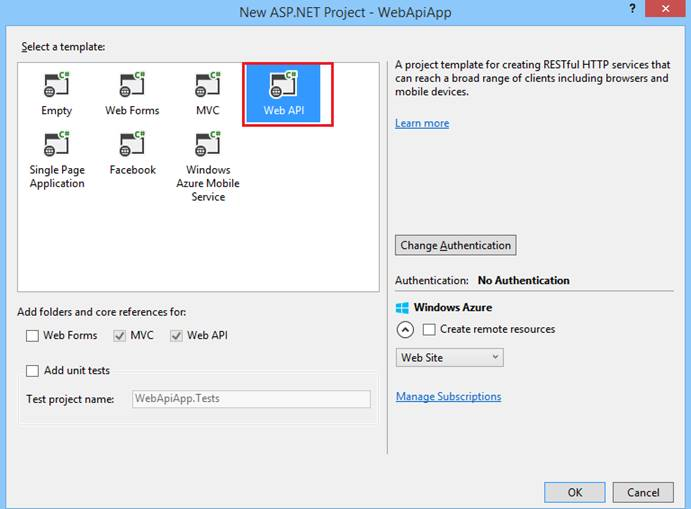 New ASP.NET Project - WebApiApp
? x
Select a template:
C# C# C# C#
Empty Web Forms MVC Web API
C# C# C#
Single Page Application Facebook Windows Azure Mobile Service
A project template for creating RESTful HTTP services that
can reach a broad range of clients including browsers and
mobile devices.
Learn more
Change Authentication
Authentication: No Authentication
Windows Azure
Create remote resources
Web Site
Manage Subscriptions
Add folders and core references for:
Web Forms MVC Web API
Add unit tests
Test project name: WebApiApp.Tests
OK Cancel